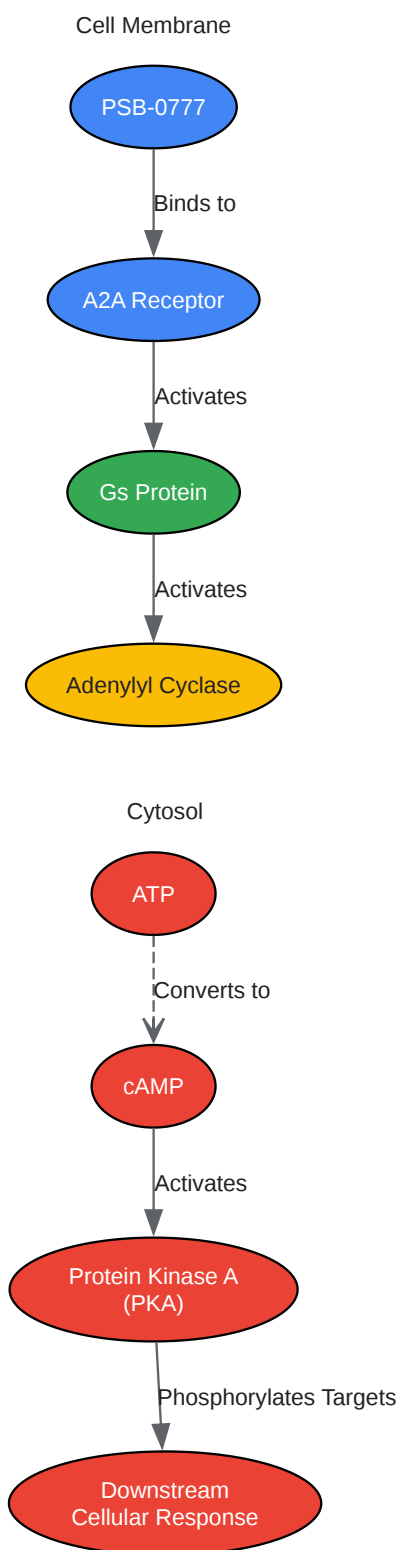 Cell Membrane
PSB-0777
Binds to
A2A Receptor
Activates
Gs Protein
Activates
Adenylyl Cyclase
Cytosol
ATP
Converts to
cAMP
Activates
Protein Kinase A
(PKA)
Phosphorylates Targets
Downstream
Cellular Response